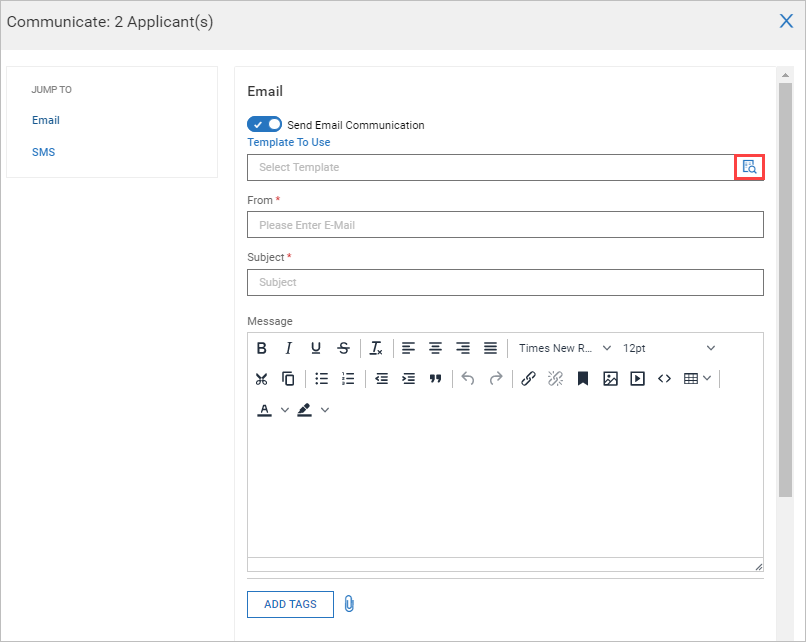 Communicate: 2 Applicant(s)
JUMP TO
Email
SMS
Email
Send Email Communication
Template To Use
Select Template
From *
Please Enter E-Mail
Subject *
Subject
Message
Times New R... 12pt
ADD TAGS